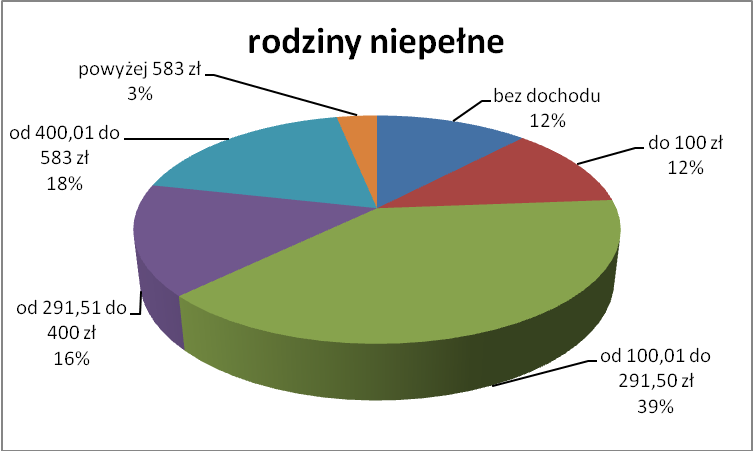 rodziny niepełne
powyżej 583 zł
3%
bez dochodu
12%
od 400,01 do
583 zł
18%
do 100 zł
12%
od 291,51 do
400 zł
16%
od 100,01 do
291,50 zł
39%